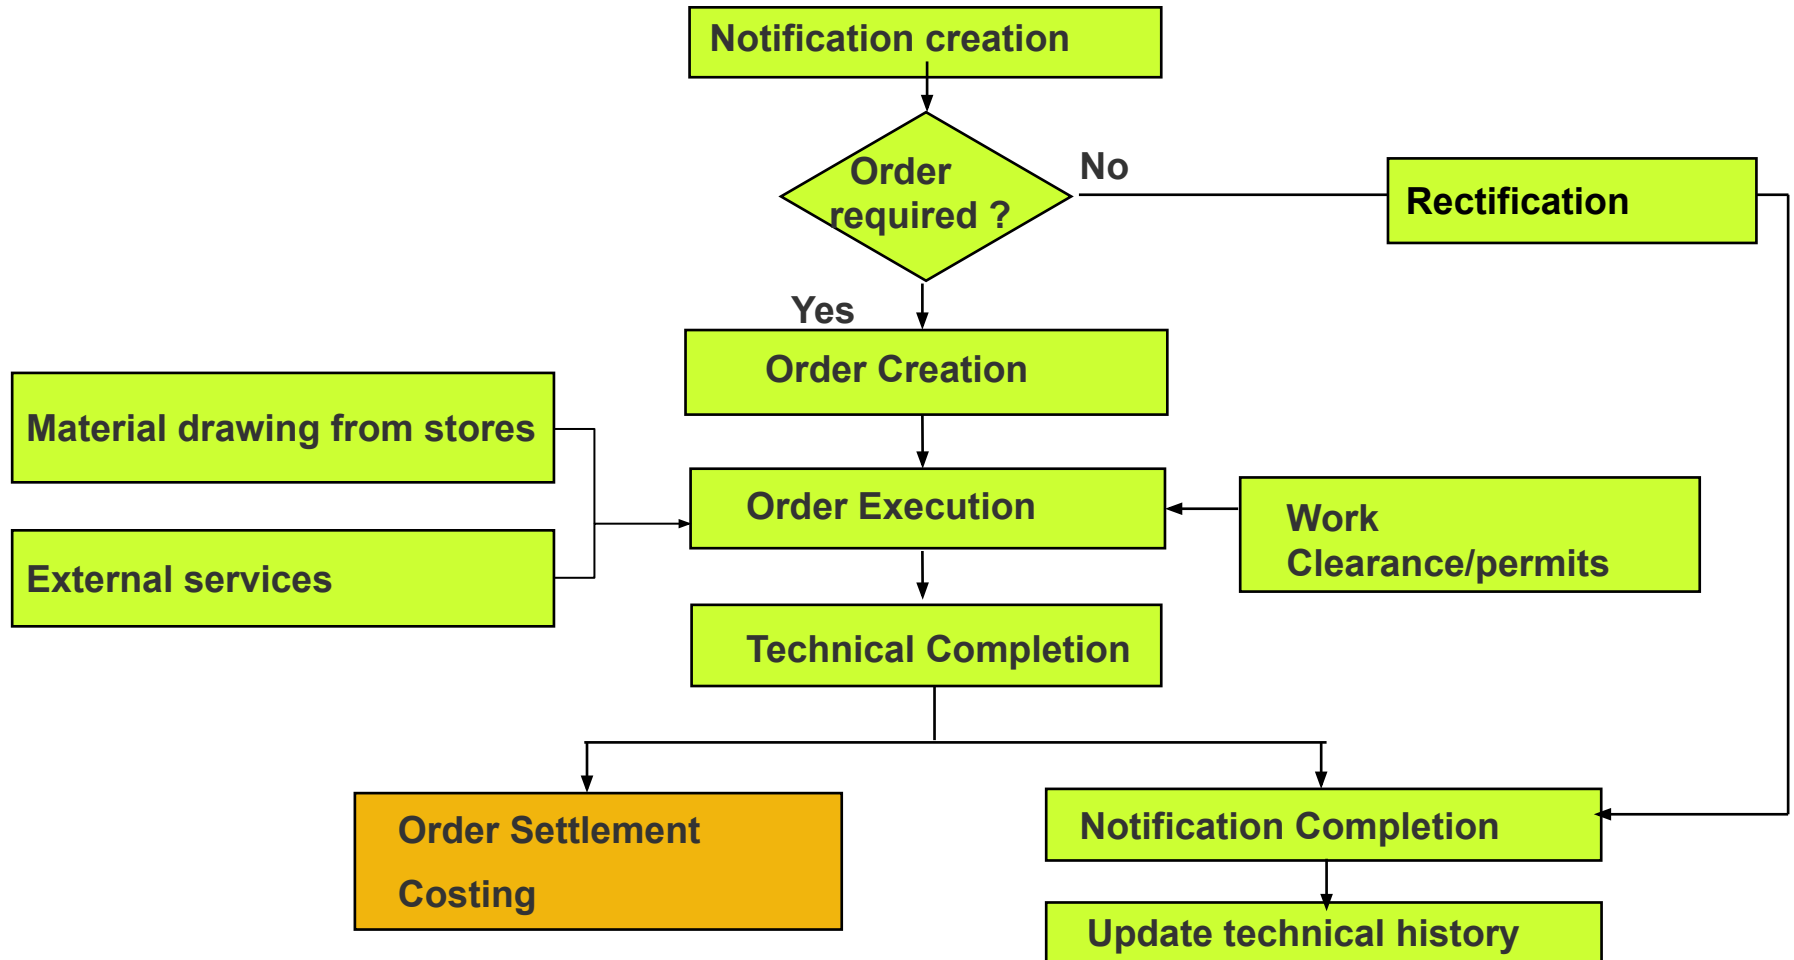 Notification creation
Order
required ?
No
Rectification
Yes
Order Creation
Material drawing from stores
Order Execution
Work
Clearance/permits
External services
Technical Completion
Order Settlement
Costing
Notification Completion
Update technical history